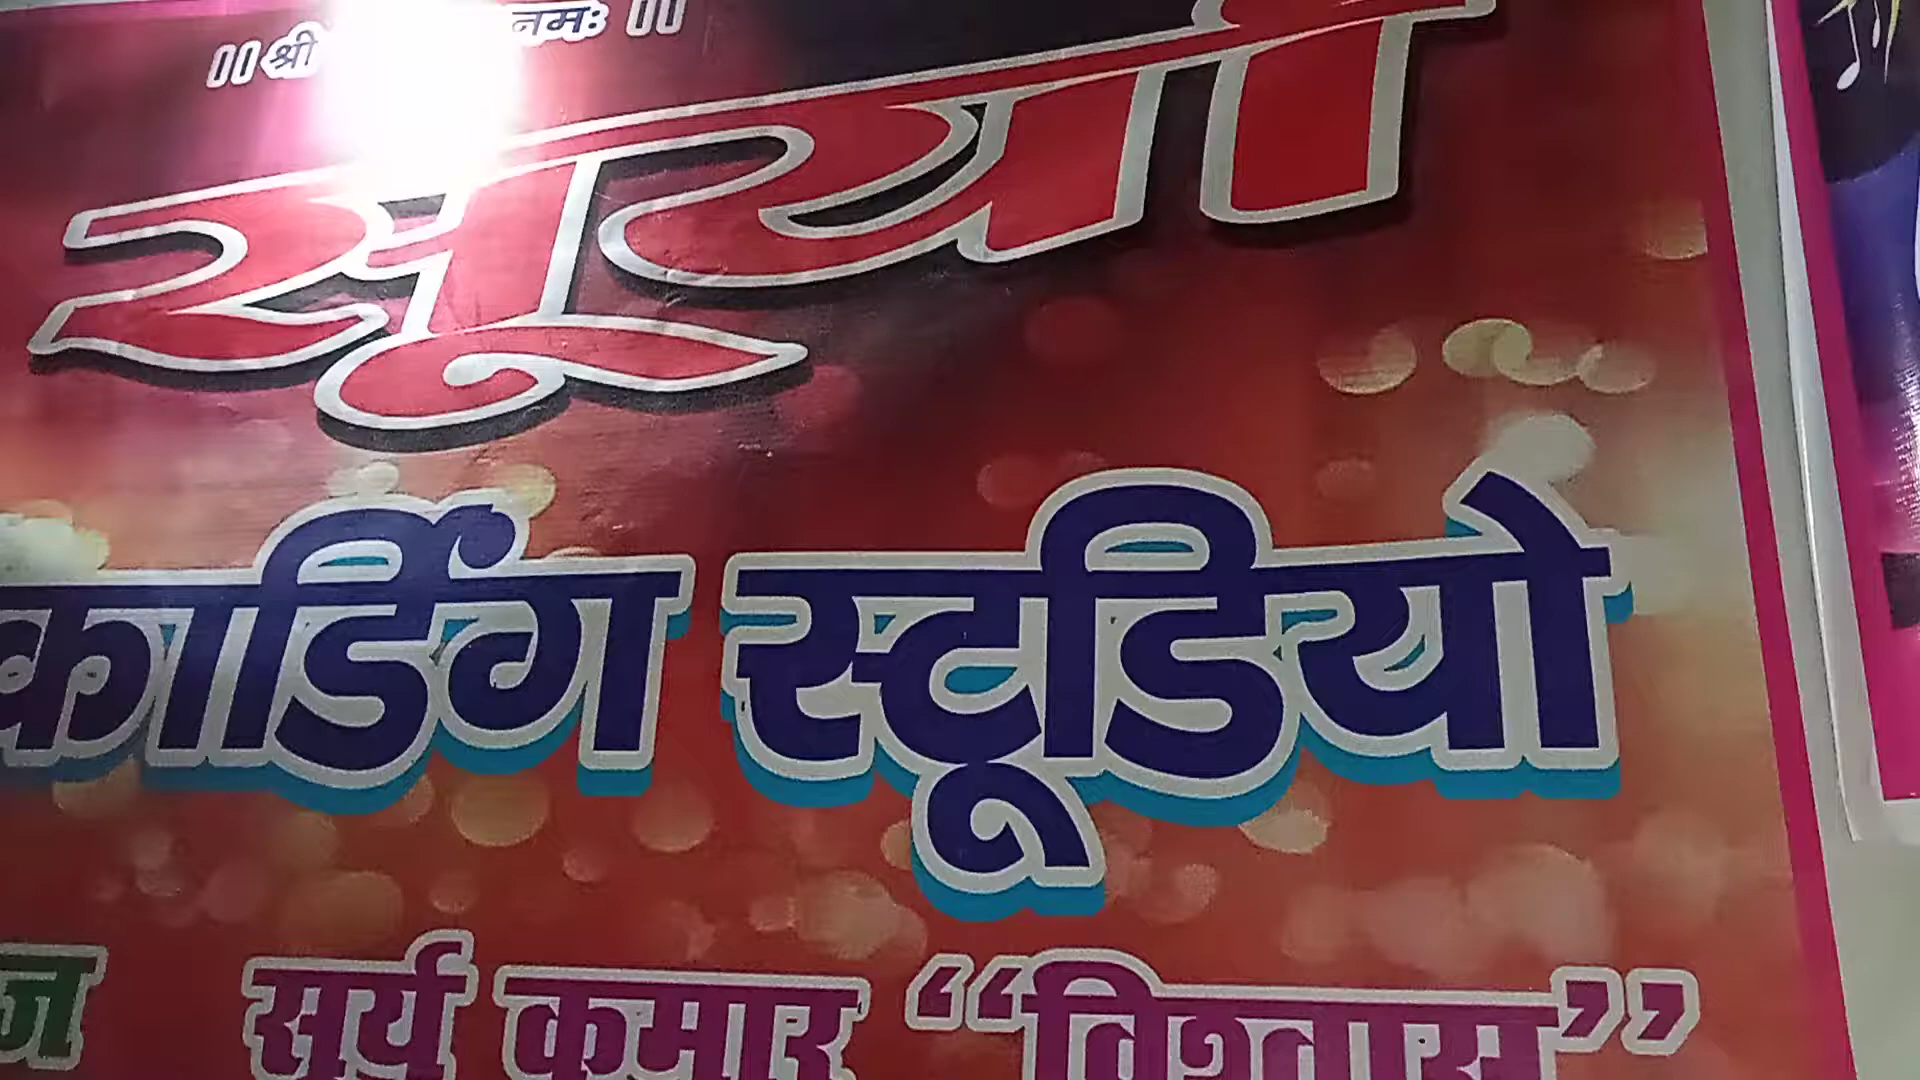 ॥ श्री नमः ॥
सूर्या
कार्डिंग स्टूडियो
ज सूर्य कुमार “विश्वास”